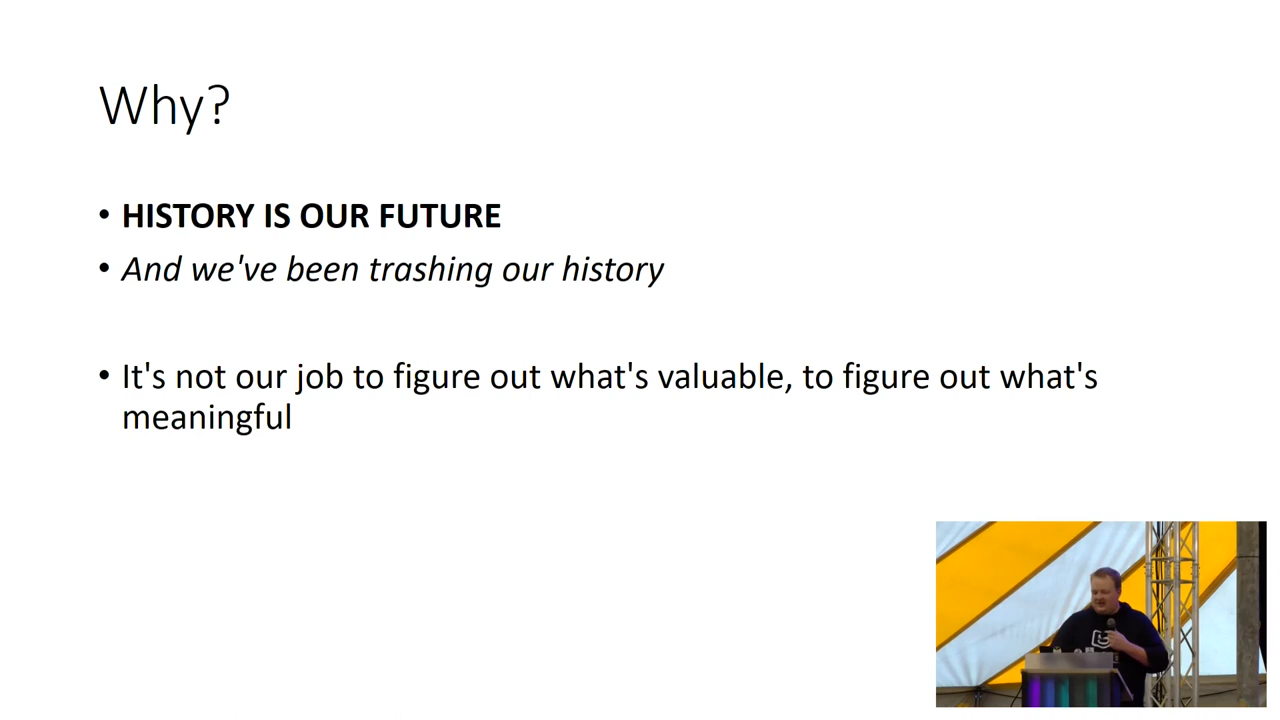 Why?
• HISTORY IS OUR FUTURE
• And we've been trashing our history
• It's not our job to figure out what's valuable, to figure out what's
meaningful